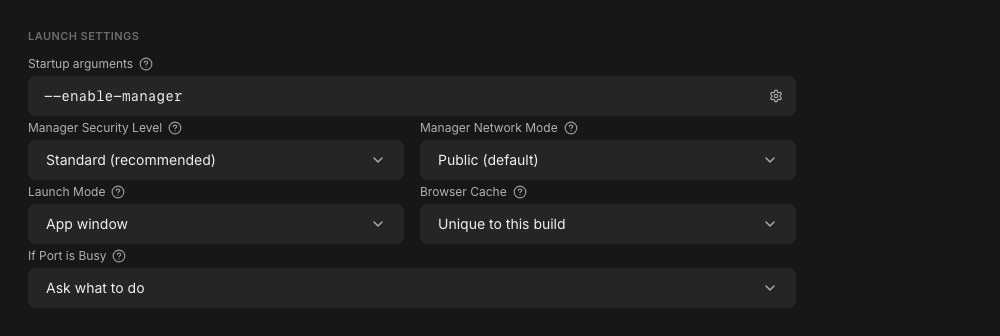 LAUNCH SETTINGS
Startup arguments
--enable-manager
Manager Security Level
Manager Network Mode
Standard (recommended)
Public (default)
Launch Mode
Browser Cache
App window
Unique to this build
If Port is Busy
Ask what to do